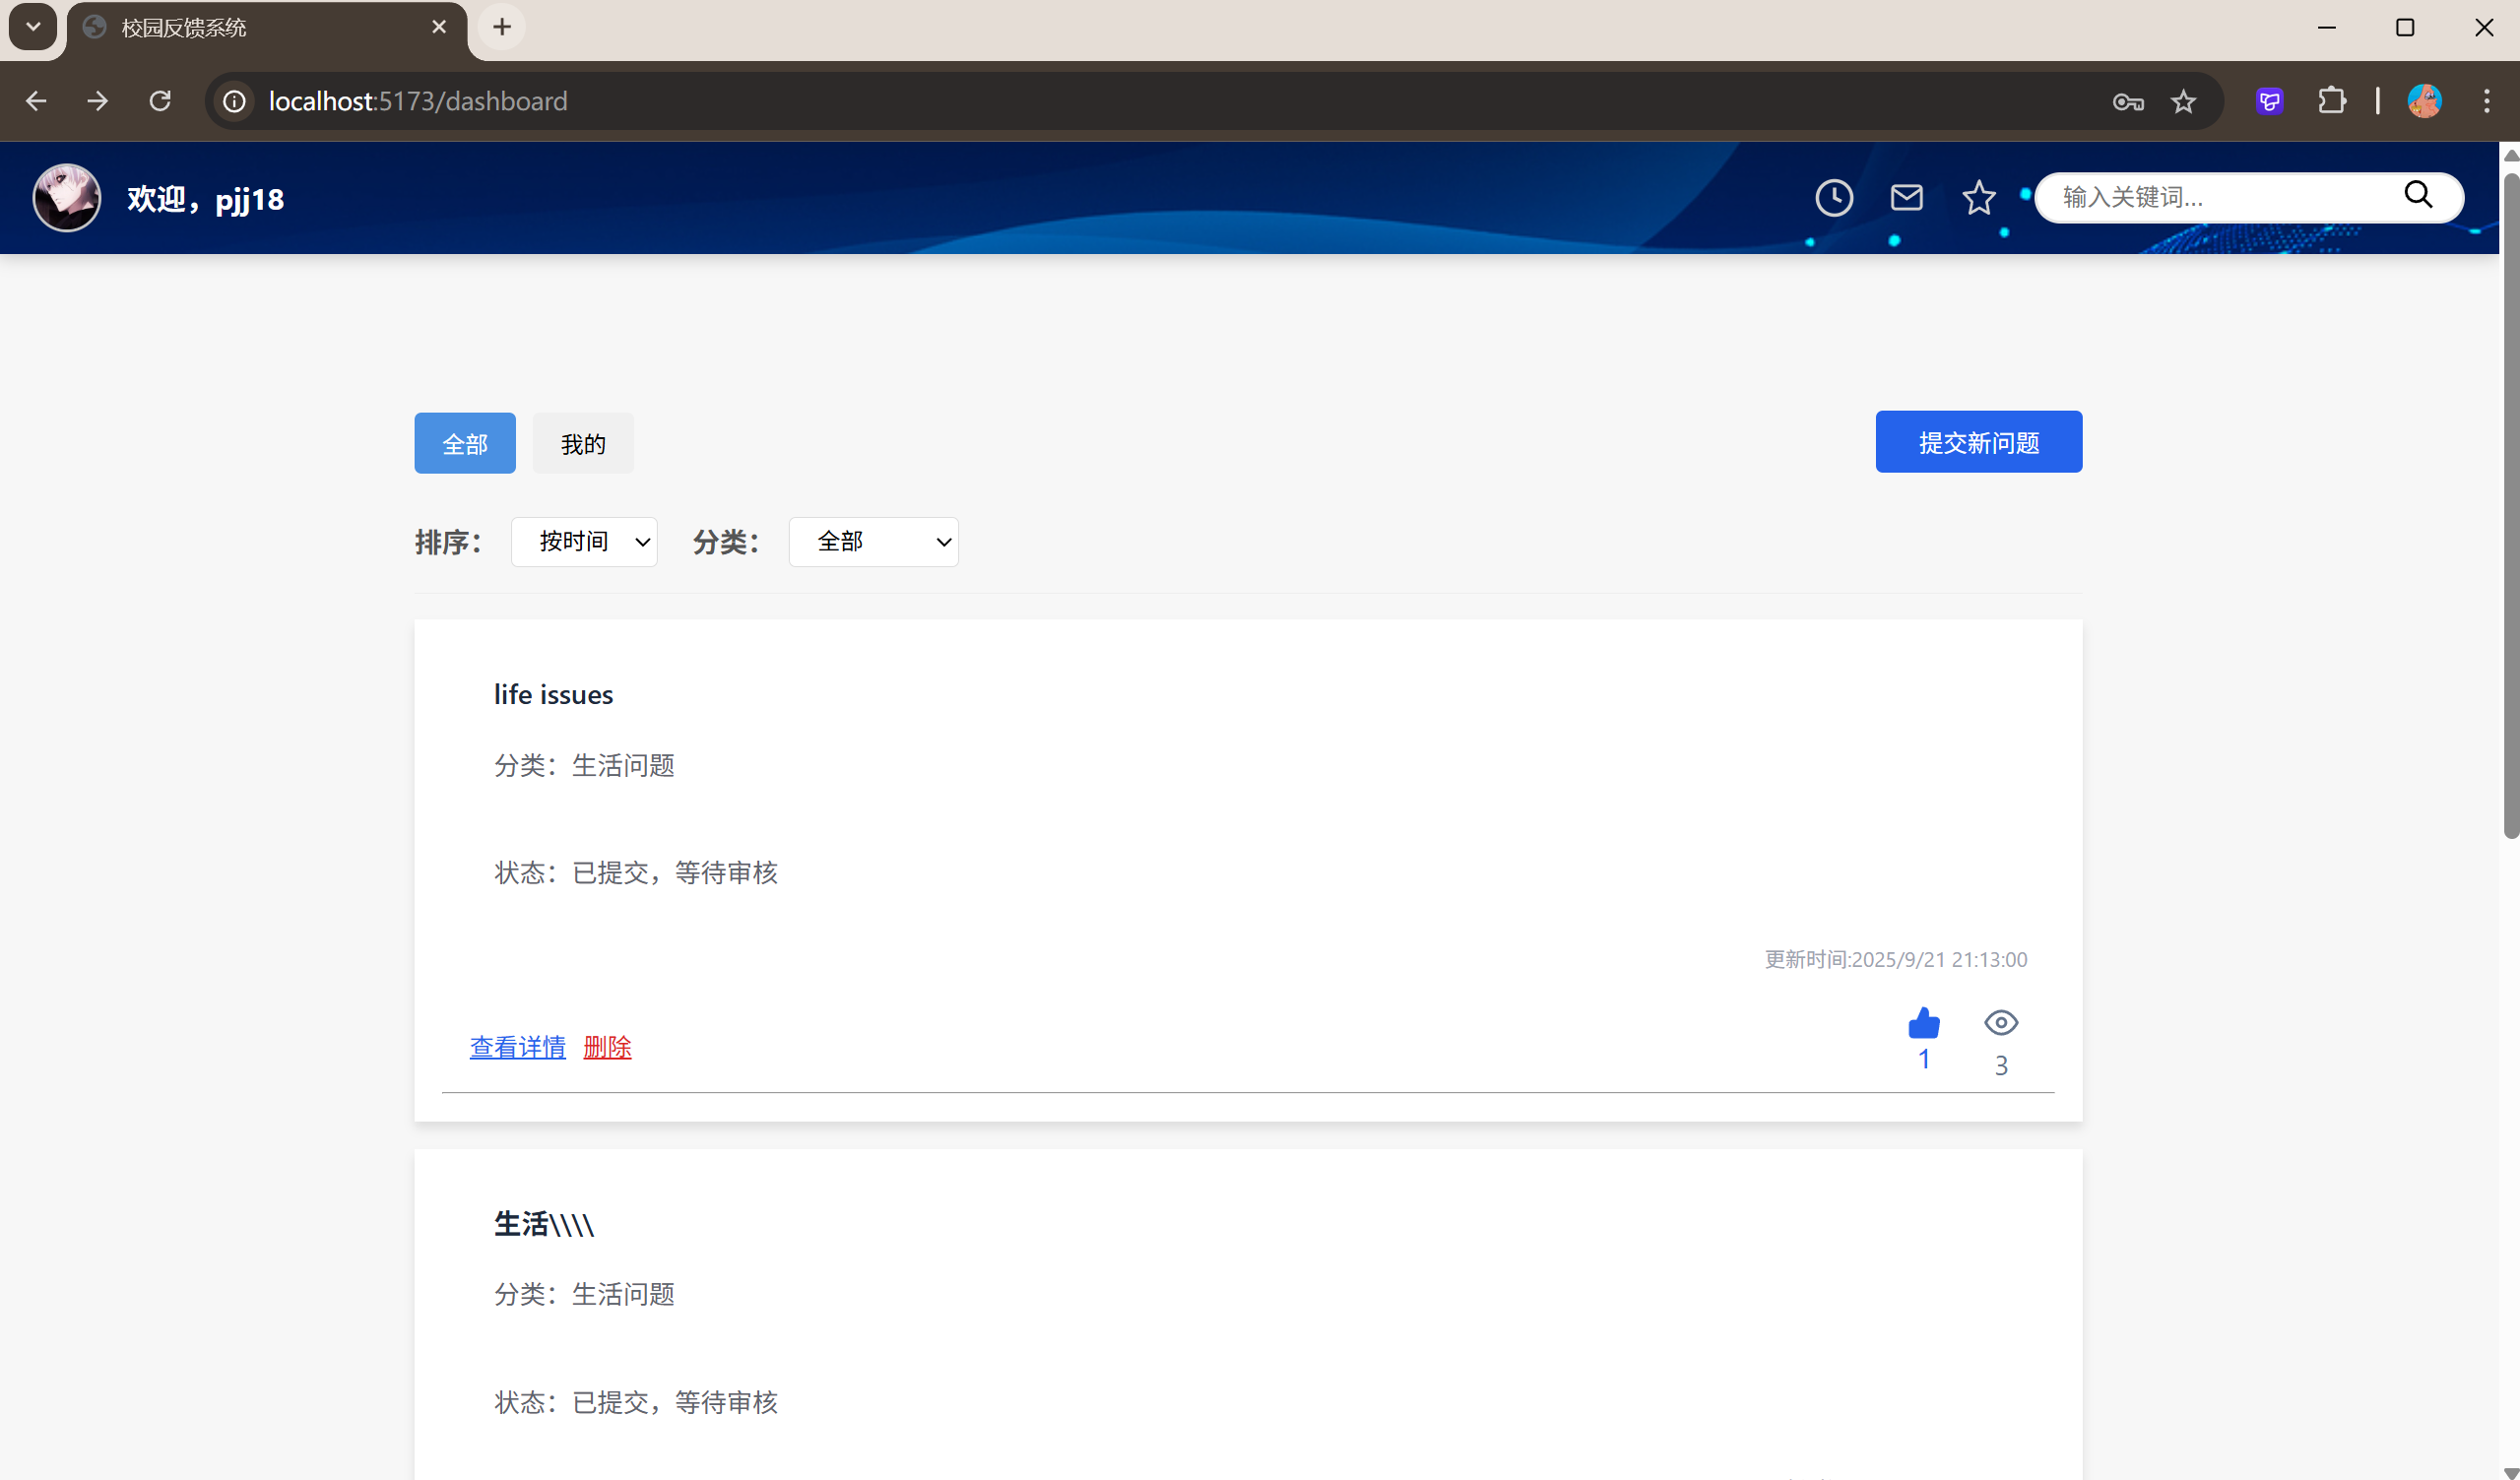 校园反馈系统
localhost:5173/dashboard
欢迎，pjj18
输入关键词...
全部
我的
提交新问题
排序：
按时间
分类：
全部
life issues
分类：生活问题
状态：已提交，等待审核
更新时间:2025/9/21 21:13:00
查看详情 删除
1
3
生活\\\\
分类：生活问题
状态：已提交，等待审核